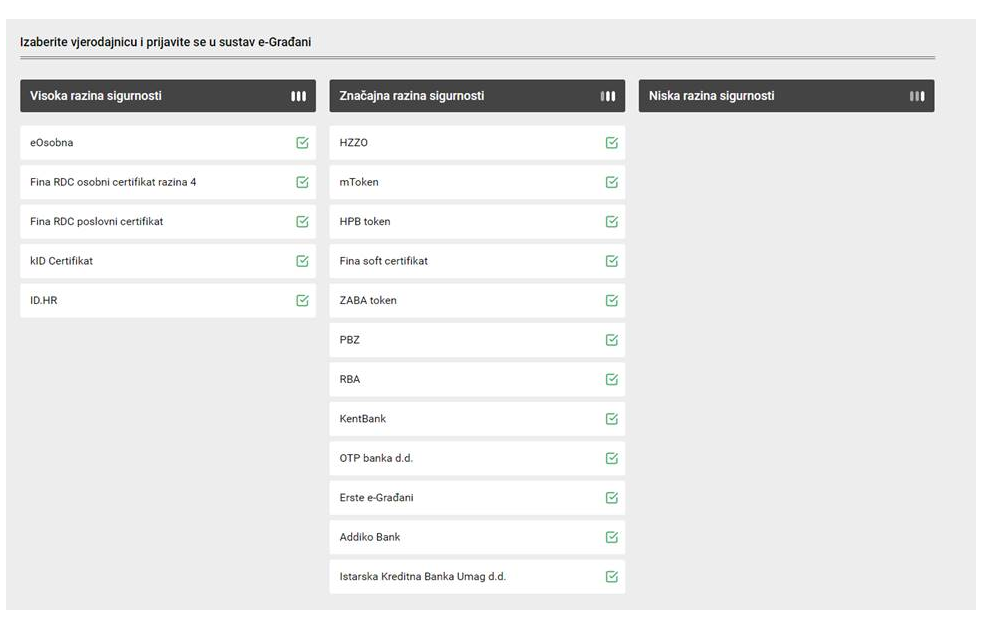 Izaberite vjerodajnicu i prijavite se u sustav e-Građani
Visoka razina sigurnosti
eOsobna
Fina RDC osobni certifikat razina 4
Fina RDC poslovni certifikat
kID Certifikat
ID.HR
Značajna razina sigurnosti
HZZO
mToken
HPB token
Fina soft certifikat
ZABA token
PBZ
RBA
KentBank
OTP banka d.d.
Erste e-Građani
Addiko Bank
Istarska Kreditna Banka Umag d.d.
Niska razina sigurnosti